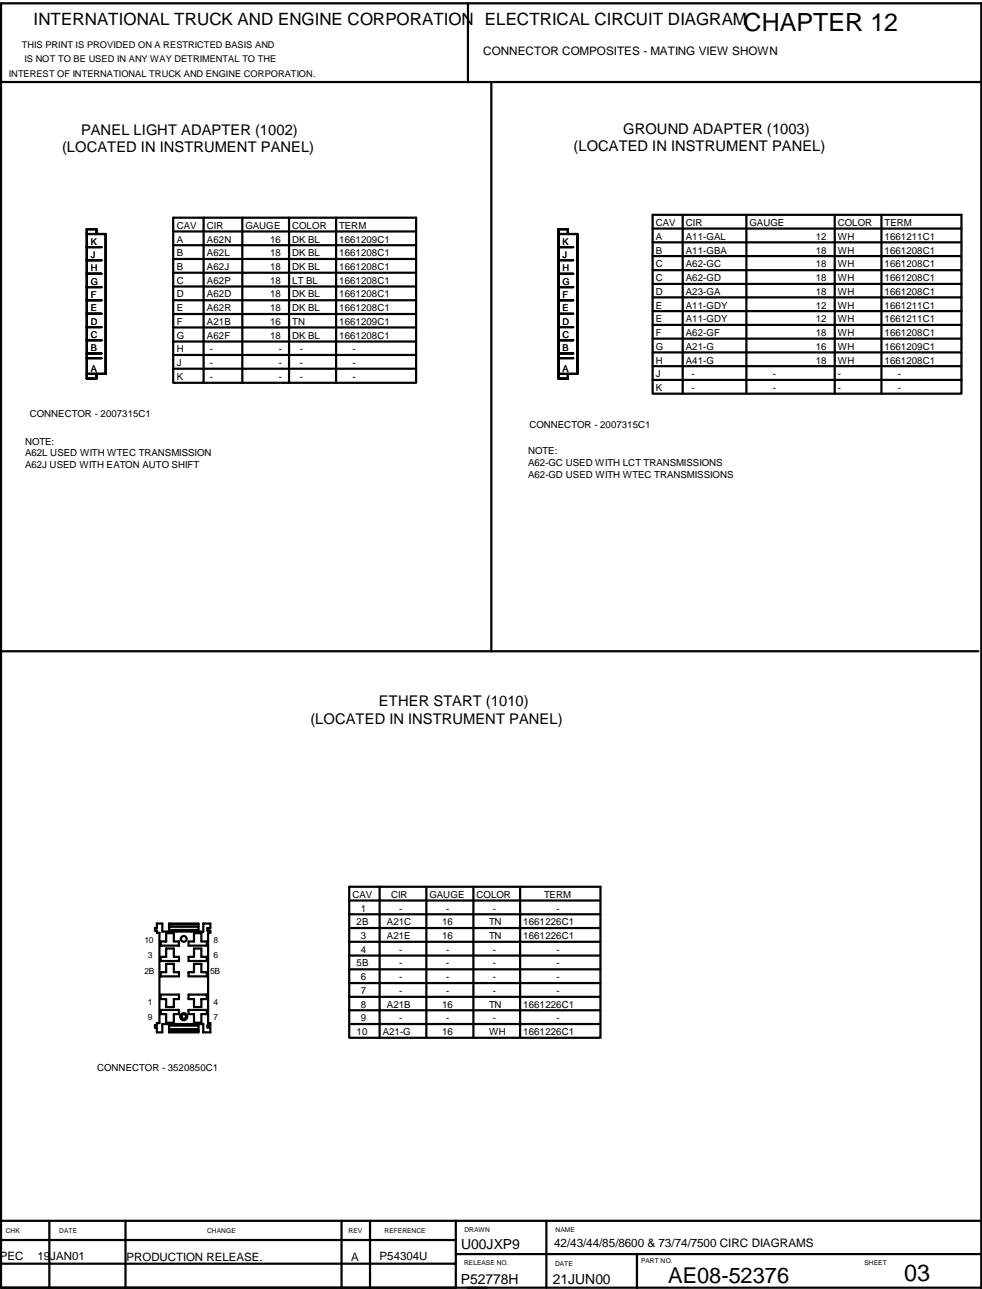 INTERNATIONAL TRUCK AND ENGINE CORPORATION
THIS PRINT IS PROVIDED ON A RESTRICTED BASIS AND
IS NOT TO BE USED IN ANY WAY DETRIMENTAL TO THE
INTEREST OF INTERNATIONAL TRUCK AND ENGINE CORPORATION.
ELECTRICAL CIRCUIT DIAGRAM
CHAPTER 12
CONNECTOR COMPOSITES - MATING VIEW SHOWN
PANEL LIGHT ADAPTER (1002)
(LOCATED IN INSTRUMENT PANEL)
K
J
H
G
F
E
D
C
B
A
CAV CIR GAUGE COLOR TERM
A A62N 16 DK BL 1661209C1
B A62L 18 DK BL 1661208C1
B A62J 18 DK BL 1661208C1
C A62P 18 LT BL 1661208C1
D A62D 18 DK BL 1661208C1
E A62R 18 DK BL 1661208C1
F A21B 16 TN 1661209C1
G A62F 18 DK BL 1661208C1
H - - - -
J - - - -
K - - - -
CONNECTOR - 2007315C1
NOTE:
A62L USED WITH WTEC TRANSMISSION
A62J USED WITH EATON AUTO SHIFT
GROUND ADAPTER (1003)
(LOCATED IN INSTRUMENT PANEL)
K
J
H
G
F
E
D
C
B
A
CAV CIR GAUGE COLOR TERM
A A11-GAL 12 WH 1661211C1
B A11-GBA 18 WH 1661208C1
C A62-GC 18 WH 1661208C1
C A62-GD 18 WH 1661208C1
D A23-GA 18 WH 1661208C1
E A11-GDY 12 WH 1661211C1
E A11-GDY 12 WH 1661211C1
F A62-GF 18 WH 1661208C1
G A21-G 16 WH 1661209C1
H A41-G 18 WH 1661208C1
J - - - -
K - - - -
CONNECTOR - 2007315C1
NOTE:
A62-GC USED WITH LCT TRANSMISSIONS
A62-GD USED WITH WTEC TRANSMISSIONS
ETHER START (1010)
(LOCATED IN INSTRUMENT PANEL)
10 8
3 6
2B 5B
1 4
9 7
CAV CIR GAUGE COLOR TERM
1 - - - -
2B A21C 16 TN 1661226C1
3 A21E 16 TN 1661226C1
4 - - - -
5B - - - -
6 - - - -
7 - - - -
8 A21B 16 TN 1661226C1
9 - - - -
10 A21-G 16 WH 1661226C1
CONNECTOR - 3520850C1
CHK DATE CHANGE REV REFERENCE
PEC 19JAN01 PRODUCTION RELEASE. A P54304U
DRAWN
U00JXP9
NAME
42/43/44/85/8600 & 73/74/7500 CIRC DIAGRAMS
RELEASE NO.
P52778H
DATE
21JUN00
PART NO.
AE08-52376
SHEET 03